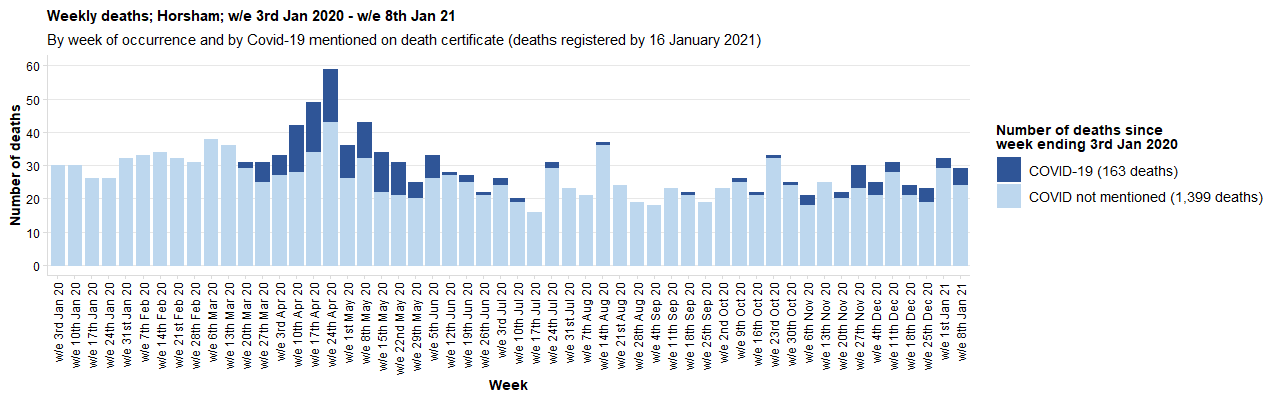 Weekly deaths; Horsham; w/e 3rd Jan 2020 - w/e 8th Jan 21
By week of occurrence and by Covid-19 mentioned on death certificate (deaths registered by 16 January 2021)
Number of deaths
60
50
40
30
20
10
0
w/e 3rd Jan 20
w/e 10th Jan 20
w/e 17th Jan 20
w/e 24th Jan 20
w/e 31st Jan 20
w/e 7th Feb 20
w/e 14th Feb 20
w/e 21st Feb 20
w/e 28th Feb 20
w/e 6th Mar 20
w/e 13th Mar 20
w/e 20th Mar 20
w/e 27th Mar 20
w/e 3rd Apr 20
w/e 10th Apr 20
w/e 17th Apr 20
w/e 24th Apr 20
w/e 1st May 20
w/e 8th May 20
w/e 15th May 20
w/e 22nd May 20
w/e 29th May 20
w/e 5th Jun 20
w/e 12th Jun 20
w/e 19th Jun 20
w/e 26th Jun 20
w/e 3rd Jul 20
w/e 10th Jul 20
w/e 17th Jul 20
w/e 24th Jul 20
w/e 31st Jul 20
w/e 7th Aug 20
w/e 14th Aug 20
w/e 21st Aug 20
w/e 28th Aug 20
w/e 4th Sep 20
w/e 11th Sep 20
w/e 18th Sep 20
w/e 25th Sep 20
w/e 2nd Oct 20
w/e 9th Oct 20
w/e 16th Oct 20
w/e 23rd Oct 20
w/e 30th Oct 20
w/e 6th Nov 20
w/e 13th Nov 20
w/e 20th Nov 20
w/e 27th Nov 20
w/e 4th Dec 20
w/e 11th Dec 20
w/e 18th Dec 20
w/e 25th Dec 20
w/e 1st Jan 21
w/e 8th Jan 21
Week
Number of deaths since
week ending 3rd Jan 2020
COVID-19 (163 deaths)
COVID not mentioned (1,399 deaths)